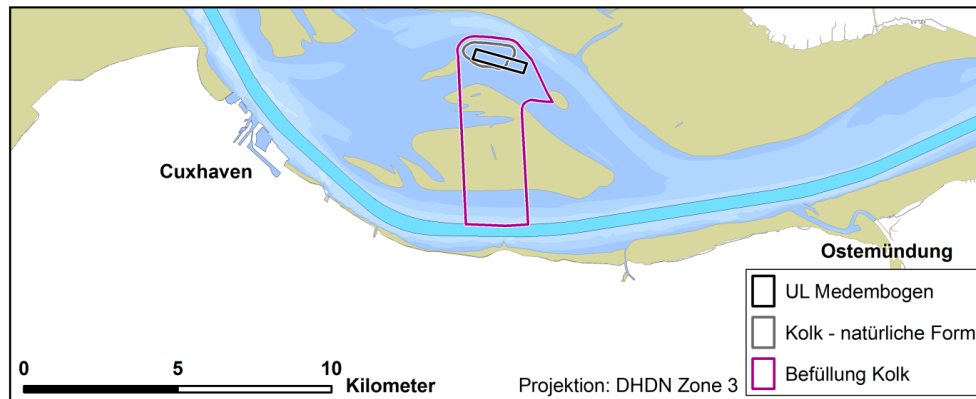 Cuxhaven
Ostemündung
UL Medembogen
Kolk - natürliche Form
Befüllung Kolk
0 5 10
Kilometer
Projektion: DHDN Zone 3